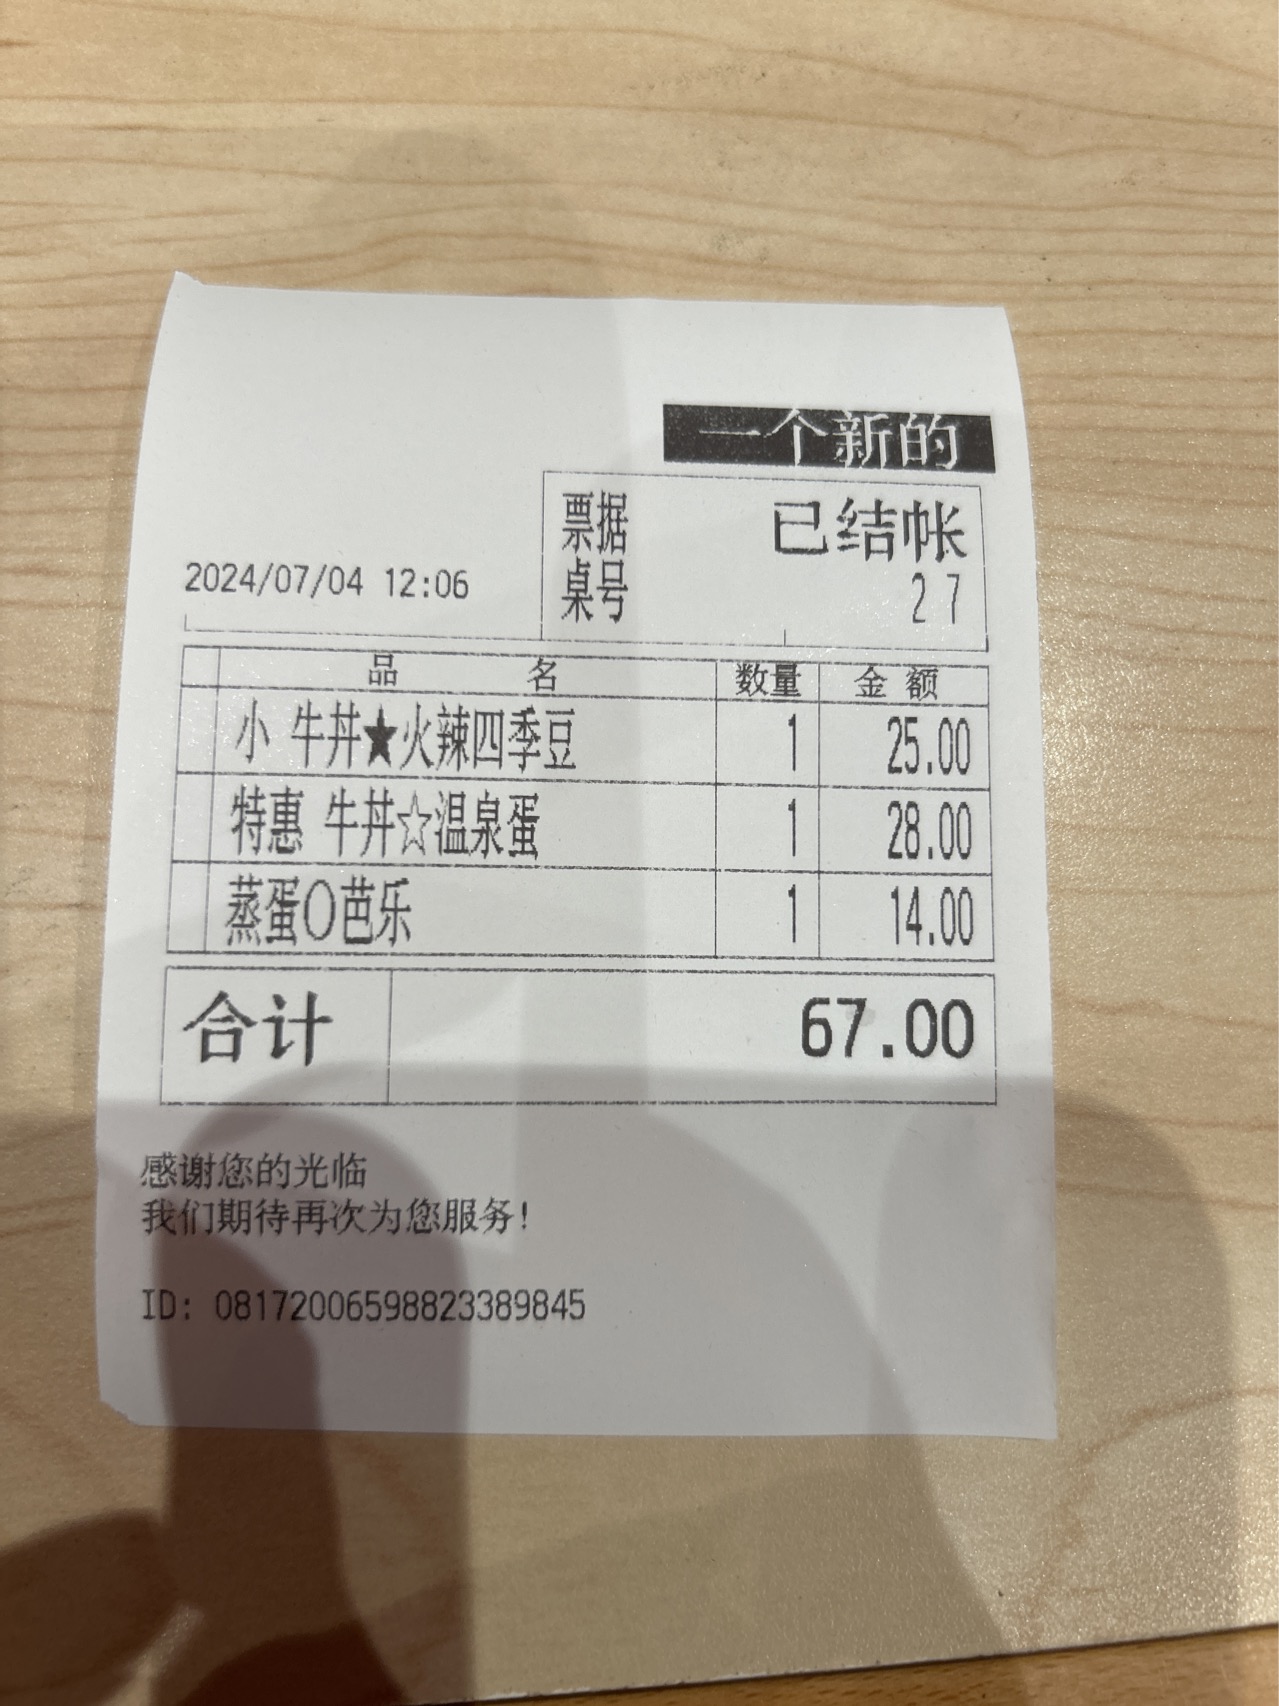 一个新的
票据 已结帐
2024/07/04 12:06 桌号 27
品 名 数量 金额
小 牛丼★火辣四季豆 1 25.00
特惠 牛丼☆温泉蛋 1 28.00
蒸蛋O芭乐 1 14.00
合计 67.00
感谢您的光临
我们期待再次为您服务!
ID: 08172006598823389845